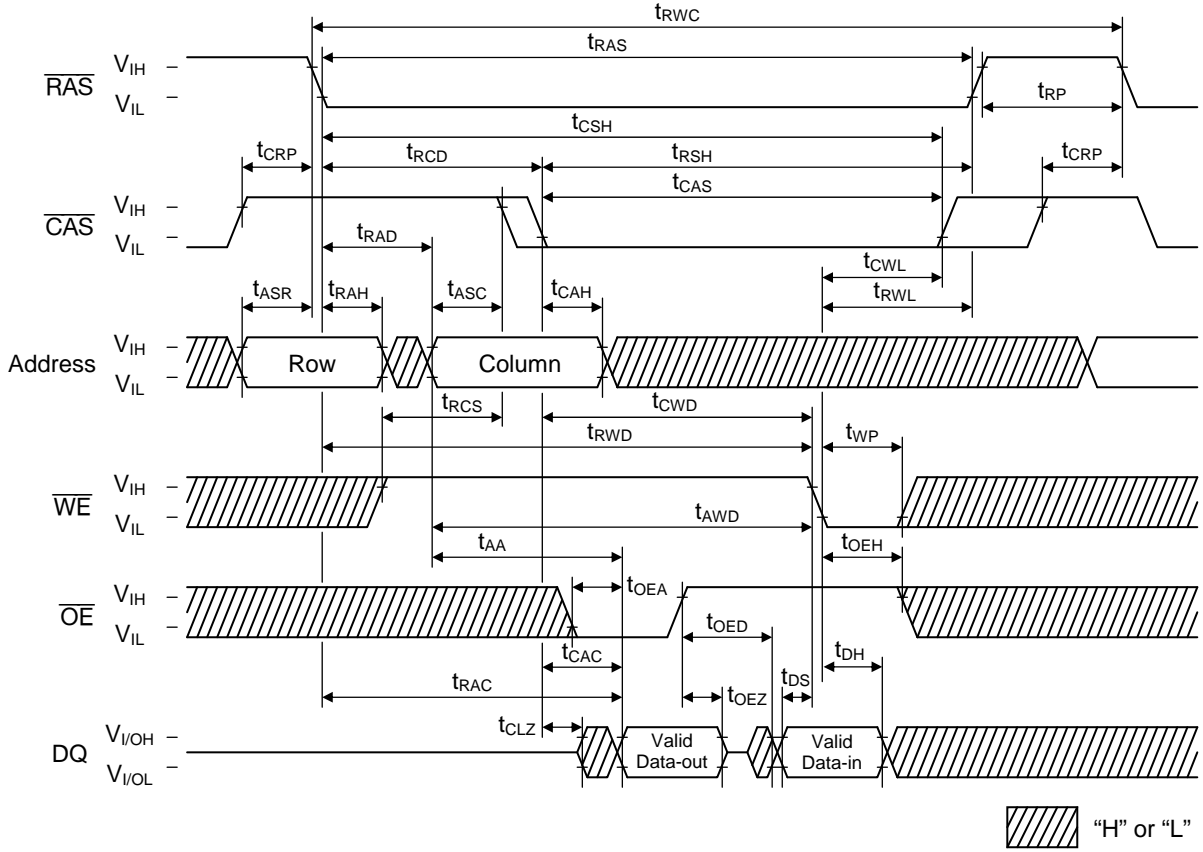 tRWC
tRAS
RAS
VIH
VIL
tRP
tCSH
tCRP
tRCD
tRSH
tCRP
tCAS
CAS
VIH
VIL
tRAD
tCWL
tRWL
tASR
tRAH
tASC
tCAH
Address
VIH
VIL
Row
Column
tRCS
tCWD
tRWD
tWP
WE
VIH
VIL
tAWD
tAA
tOEH
OE
VIH
VIL
tOEA
tOED
tCAC
tRAC
tDH
tDS
tOEZ
tCLZ
DQ
VI/OH
VI/OL
Valid
Data-out
Valid
Data-in
“H” or “L”